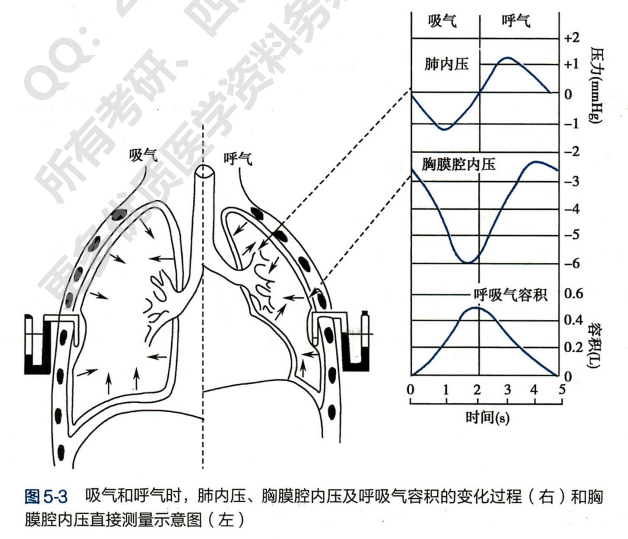 QQ: 2
所有考研、四
更多优质医学资料务
吸气 呼气
+2
肺内压
+1
0
-1
-2
压力(mmHg)
胸膜腔内压
-3
-4
-5
-6
吸气
呼气
呼吸气容积
0.6
0.4
0.2
0
容积(L)
0 1 2 3 4 5
时间(s)
图5-3 吸气和呼气时，肺内压、胸膜腔内压及呼吸气容积的变化过程（右）和胸
膜腔内压直接测量示意图（左）